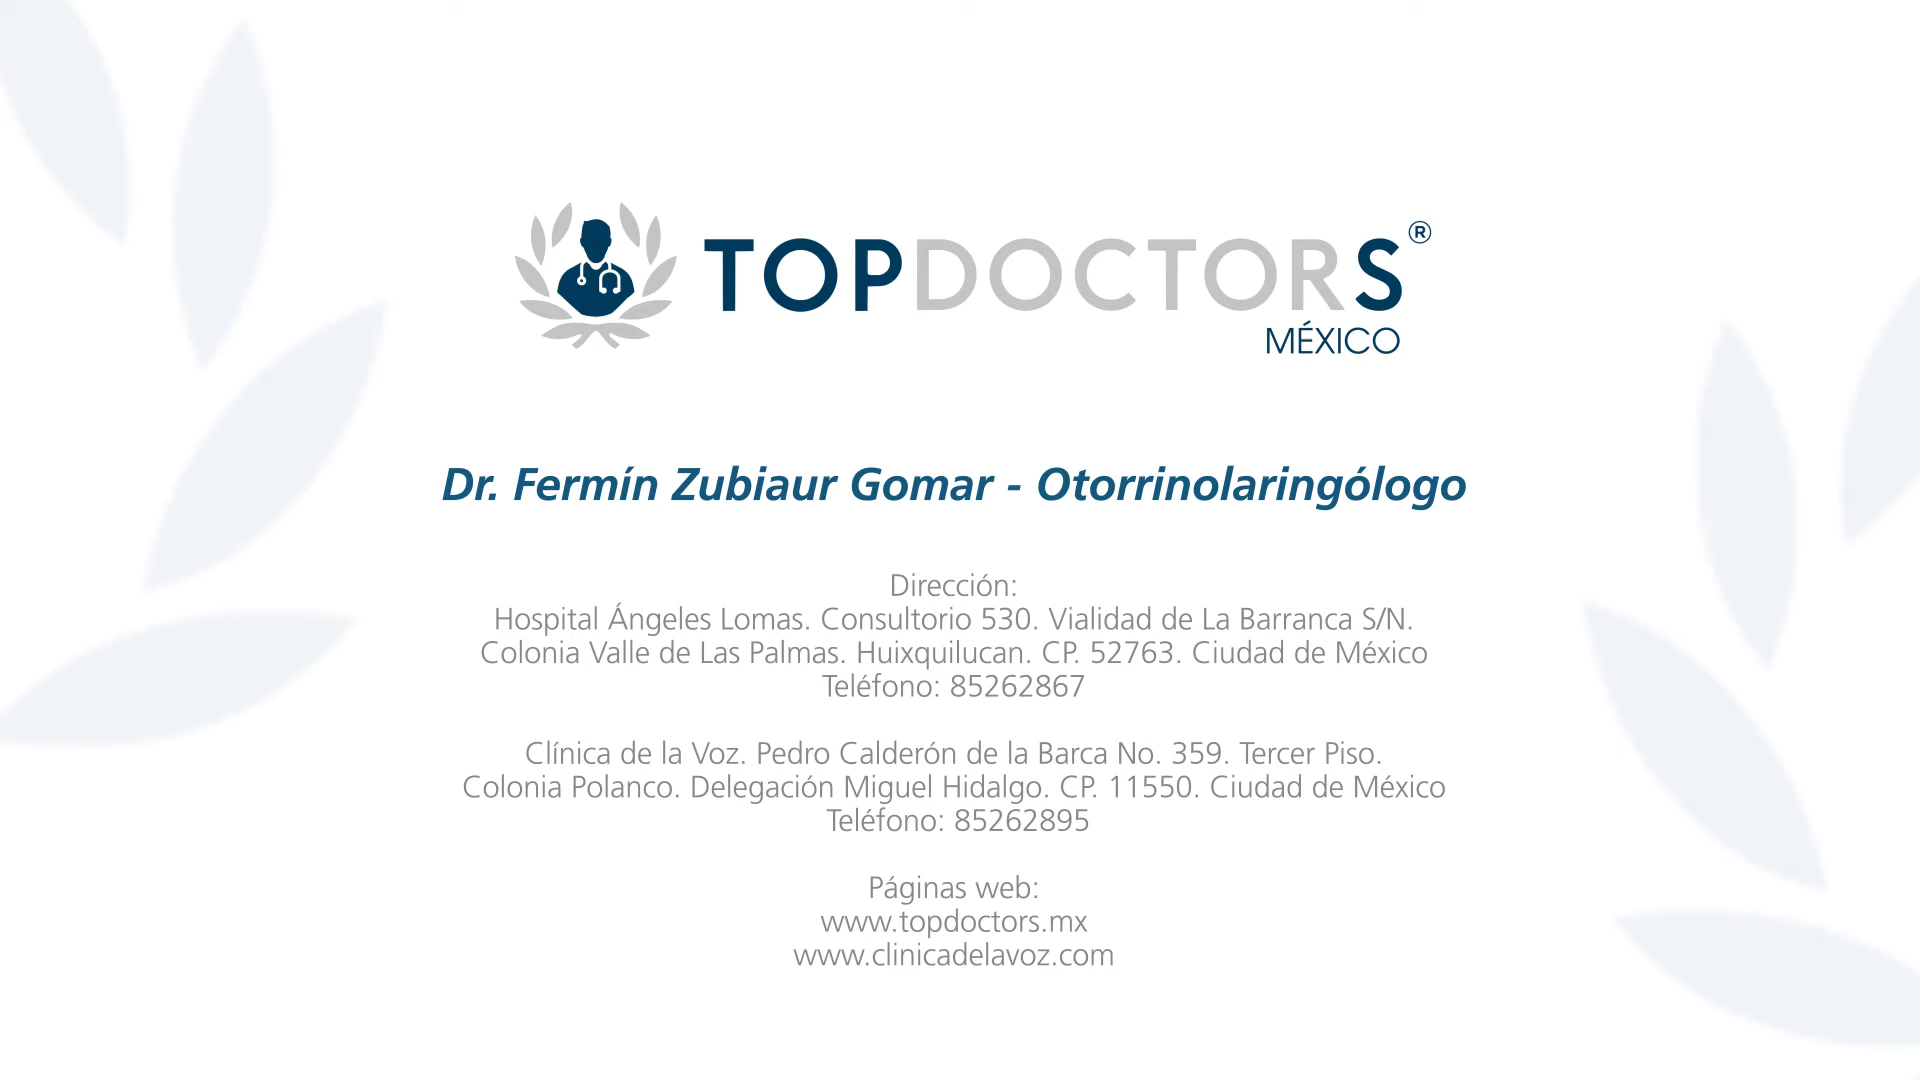 TOPDOCTORS®
MÉXICO
Dr. Fermín Zubiaur Gomar - Otorrinolaringólogo
Dirección:
Hospital Ángeles Lomas. Consultorio 530. Vialidad de La Barranca S/N.
Colonia Valle de Las Palmas. Huixquilucan. CP. 52763. Ciudad de México
Teléfono: 85262867
Clínica de la Voz. Pedro Calderón de la Barca No. 359. Tercer Piso.
Colonia Polanco. Delegación Miguel Hidalgo. CP. 11550. Ciudad de México
Teléfono: 85262895
Páginas web:
www.topdoctors.mx
www.clinicadelavoz.com